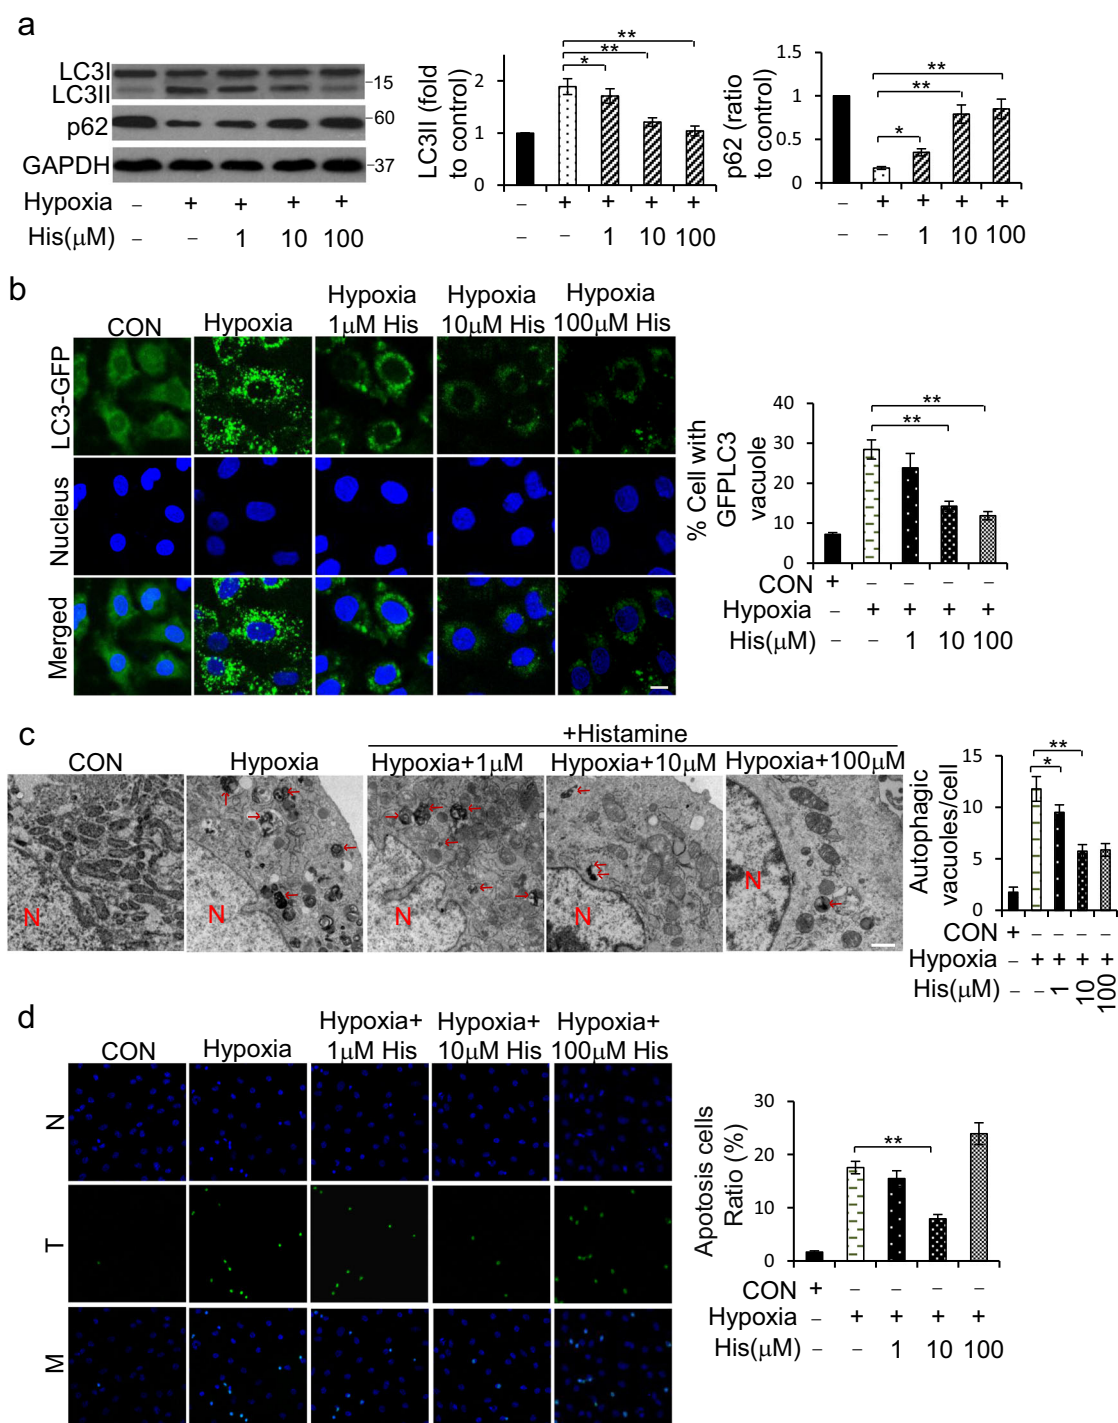 a
LC3I
LC3II
p62
GAPDH
-15
-60
-37
Hypoxia – + + + +
His(μM) – – 1 10 100
LC3II (fold
to control)
2
1
0
* ** **
– + + + +
– – 1 10 100
p62 (ratio
to control)
1.5
1
0.5
0
* ** **
– + + + +
– – 1 10 100
b
CON
Hypoxia
Hypoxia
1μM His
Hypoxia
10μM His
Hypoxia
100μM His
LC3-GFP
Nucleus
Merged
% Cell with
GFPLC3
vacuole
40
30
20
10
0
** **
CON + – – – –
Hypoxia – + + + +
His(μM) – – 1 10 100
c
+Histamine
CON
Hypoxia
Hypoxia+1μM
Hypoxia+10μM
Hypoxia+100μM
N
N
N
N
N
Autophagic
vacuoles/cell
15
10
5
0
* **
CON + – – – –
Hypoxia – + + + +
His(μM) – – 1 10 100
d
CON
Hypoxia
Hypoxia+
1μM His
Hypoxia+
10μM His
Hypoxia+
100μM His
N
T
M
Apotosis cells
Ratio (%)
30
20
10
0
**
CON + – – – –
Hypoxia – + + + +
His(μM) – – 1 10 100